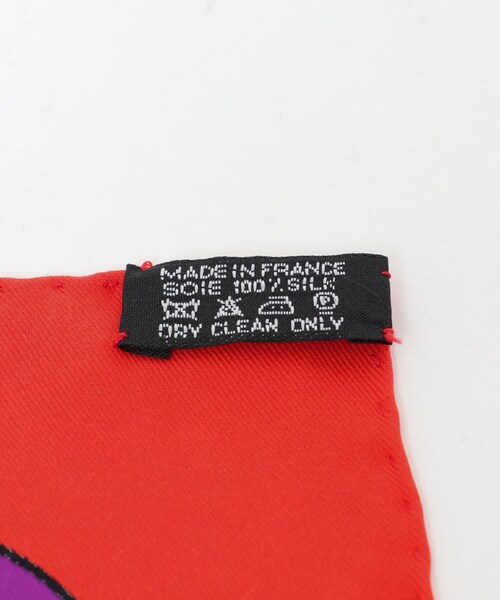 MADE IN FRANCE
SOIE 100% SILK
P
DRY CLEAN ONLY